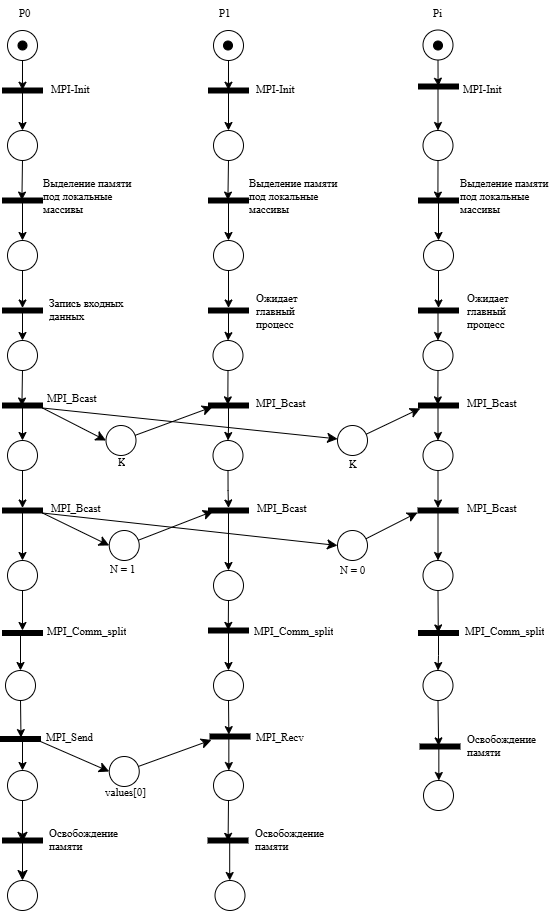 P0
P1
Pi
MPI-Init
MPI-Init
MPI-Init
Выделение памяти
под локальные
массивы
Выделение памяти
под локальные
массивы
Выделение памяти
под локальные
массивы
Запись входных
данных
Ожидает
главный
процесс
Ожидает
главный
процесс
MPI_Bcast
MPI_Bcast
MPI_Bcast
K
K
MPI_Bcast
MPI_Bcast
MPI_Bcast
N = 1
N = 0
MPI_Comm_split
MPI_Comm_split
MPI_Comm_split
MPI_Send
MPI_Recv
Освобождение
памяти
values[0]
Освобождение
памяти
Освобождение
памяти